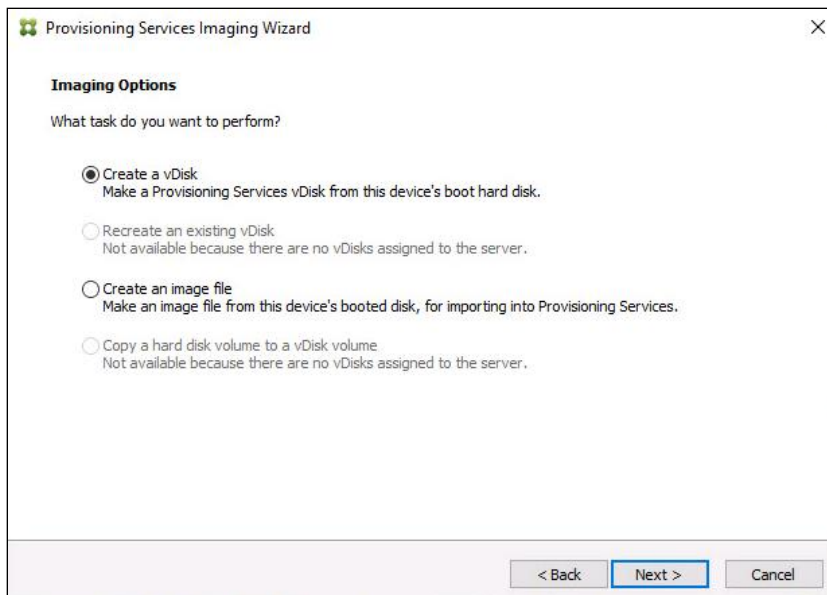 Provisioning Services Imaging Wizard
Imaging Options
What task do you want to perform?
Create a vDisk
Make a Provisioning Services vDisk from this device's boot hard disk.
Recreate an existing vDisk
Not available because there are no vDisks assigned to the server.
Create an image file
Make an image file from this device's booted disk, for importing into Provisioning Services.
Copy a hard disk volume to a vDisk volume
Not available because there are no vDisks assigned to the server.
< Back Next > Cancel